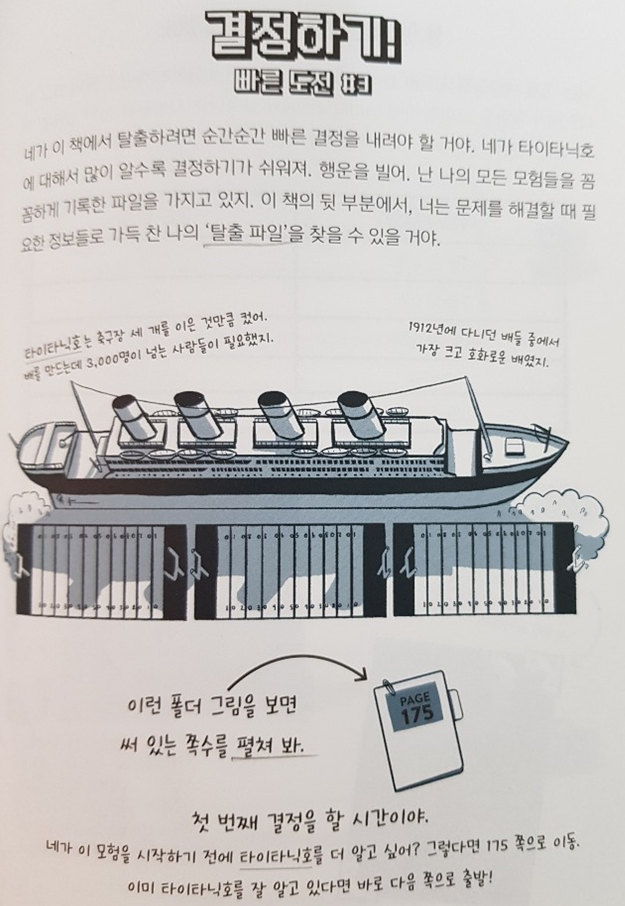 결정하기!
빠른 도전 #3
네가 이 책에서 탈출하려면 순간순간 빠른 결정을 내려야 할 거야. 네가 타이타닉호
에 대해서 많이 알수록 결정하기가 쉬워져. 행운을 빌어. 난 나의 모든 모험들을 꼼
꼼하게 기록한 파일을 가지고 있지. 이 책의 뒷 부분에서, 너는 문제를 해결할 때 필
요한 정보들로 가득 찬 나의 '탈출 파일'을 찾을 수 있을 거야.
타이타닉호는 축구장 세 개를 이은 것만큼 컸어.
배를 만드는데 3,000명이 넘는 사람들이 필요했지.
1912년에 다니던 배들 중에서
가장 크고 호화로운 배였지.
이런 폴더 그림을 보면
써 있는 쪽수를 펼쳐 봐.
PAGE
175
첫 번째 결정을 할 시간이야.
네가 이 모험을 시작하기 전에 타이타닉호를 더 알고 싶어? 그렇다면 175 쪽으로 이동.
이미 타이타닉호를 잘 알고 있다면 바로 다음 쪽으로 출발!